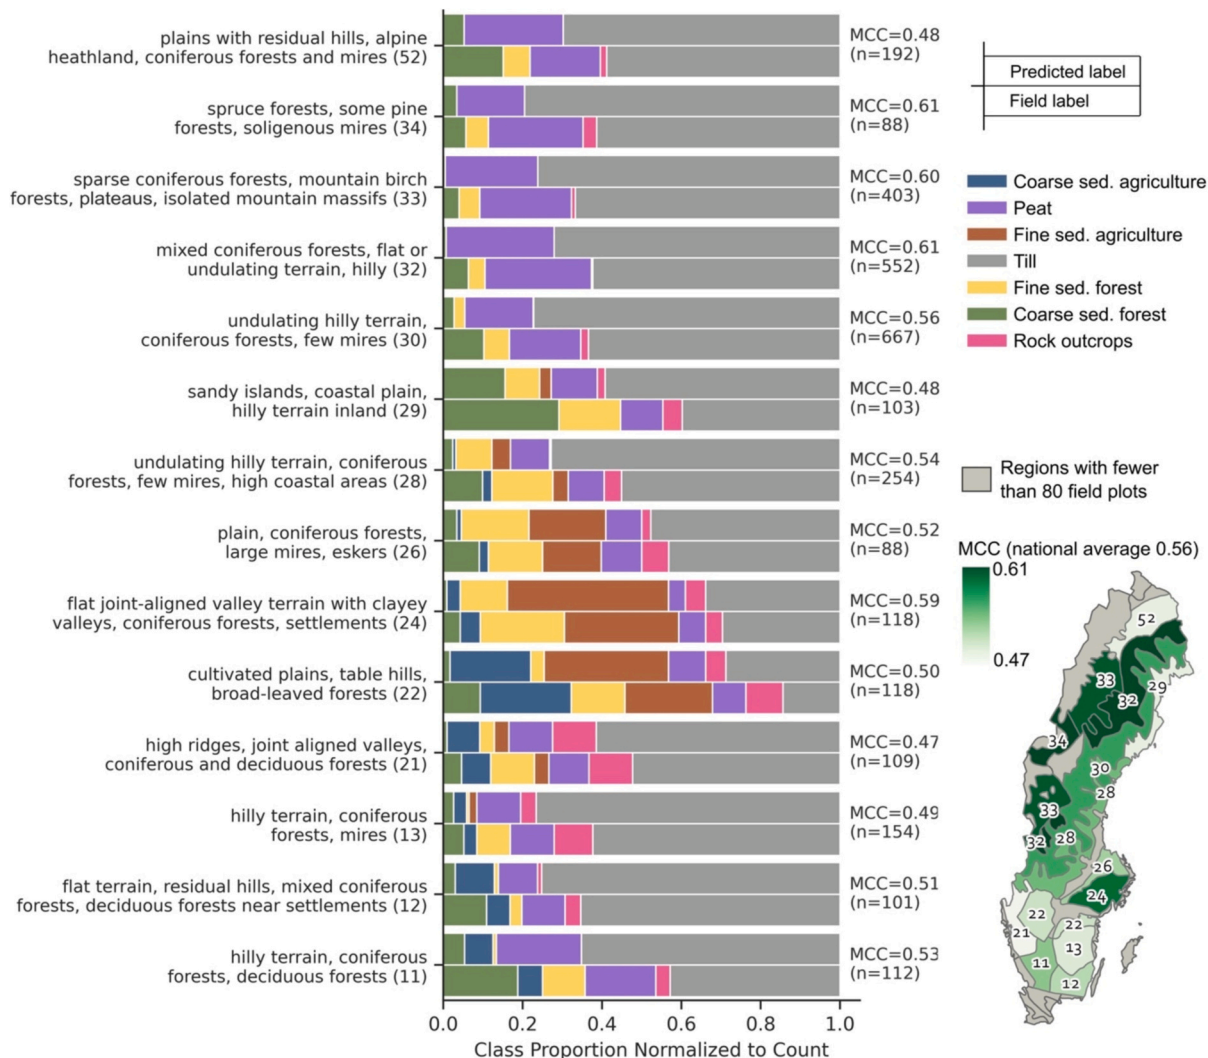 plains with residual hills, alpine
heathland, coniferous forests and mires (52)
MCC=0.48
(n=192)
spruce forests, some pine
forests, soligenous mires (34)
MCC=0.61
(n=88)
sparse coniferous forests, mountain birch
forests, plateaus, isolated mountain massifs (33)
MCC=0.60
(n=403)
mixed coniferous forests, flat or
undulating terrain, hilly (32)
MCC=0.61
(n=552)
undulating hilly terrain,
coniferous forests, few mires (30)
MCC=0.56
(n=667)
sandy islands, coastal plain,
hilly terrain inland (29)
MCC=0.48
(n=103)
undulating hilly terrain, coniferous
forests, few mires, high coastal areas (28)
MCC=0.54
(n=254)
plain, coniferous forests,
large mires, eskers (26)
MCC=0.52
(n=88)
flat joint-aligned valley terrain with clayey
valleys, coniferous forests, settlements (24)
MCC=0.59
(n=118)
cultivated plains, table hills,
broad-leaved forests (22)
MCC=0.50
(n=118)
high ridges, joint aligned valleys,
coniferous and deciduous forests (21)
MCC=0.47
(n=109)
hilly terrain, coniferous
forests, mires (13)
MCC=0.49
(n=154)
flat terrain, residual hills, mixed coniferous
forests, deciduous forests near settlements (12)
MCC=0.51
(n=101)
hilly terrain, coniferous
forests, deciduous forests (11)
MCC=0.53
(n=112)
0.0 0.2 0.4 0.6 0.8 1.0
Class Proportion Normalized to Count
Predicted label
Field label
Coarse sed. agriculture
Peat
Fine sed. agriculture
Till
Fine sed. forest
Coarse sed. forest
Rock outcrops
Regions with fewer
than 80 field plots
MCC (national average 0.56)
0.61
0.47
52
33
29
32
34
30
28
33
32
28
26
24
22
22
21
13
11
12